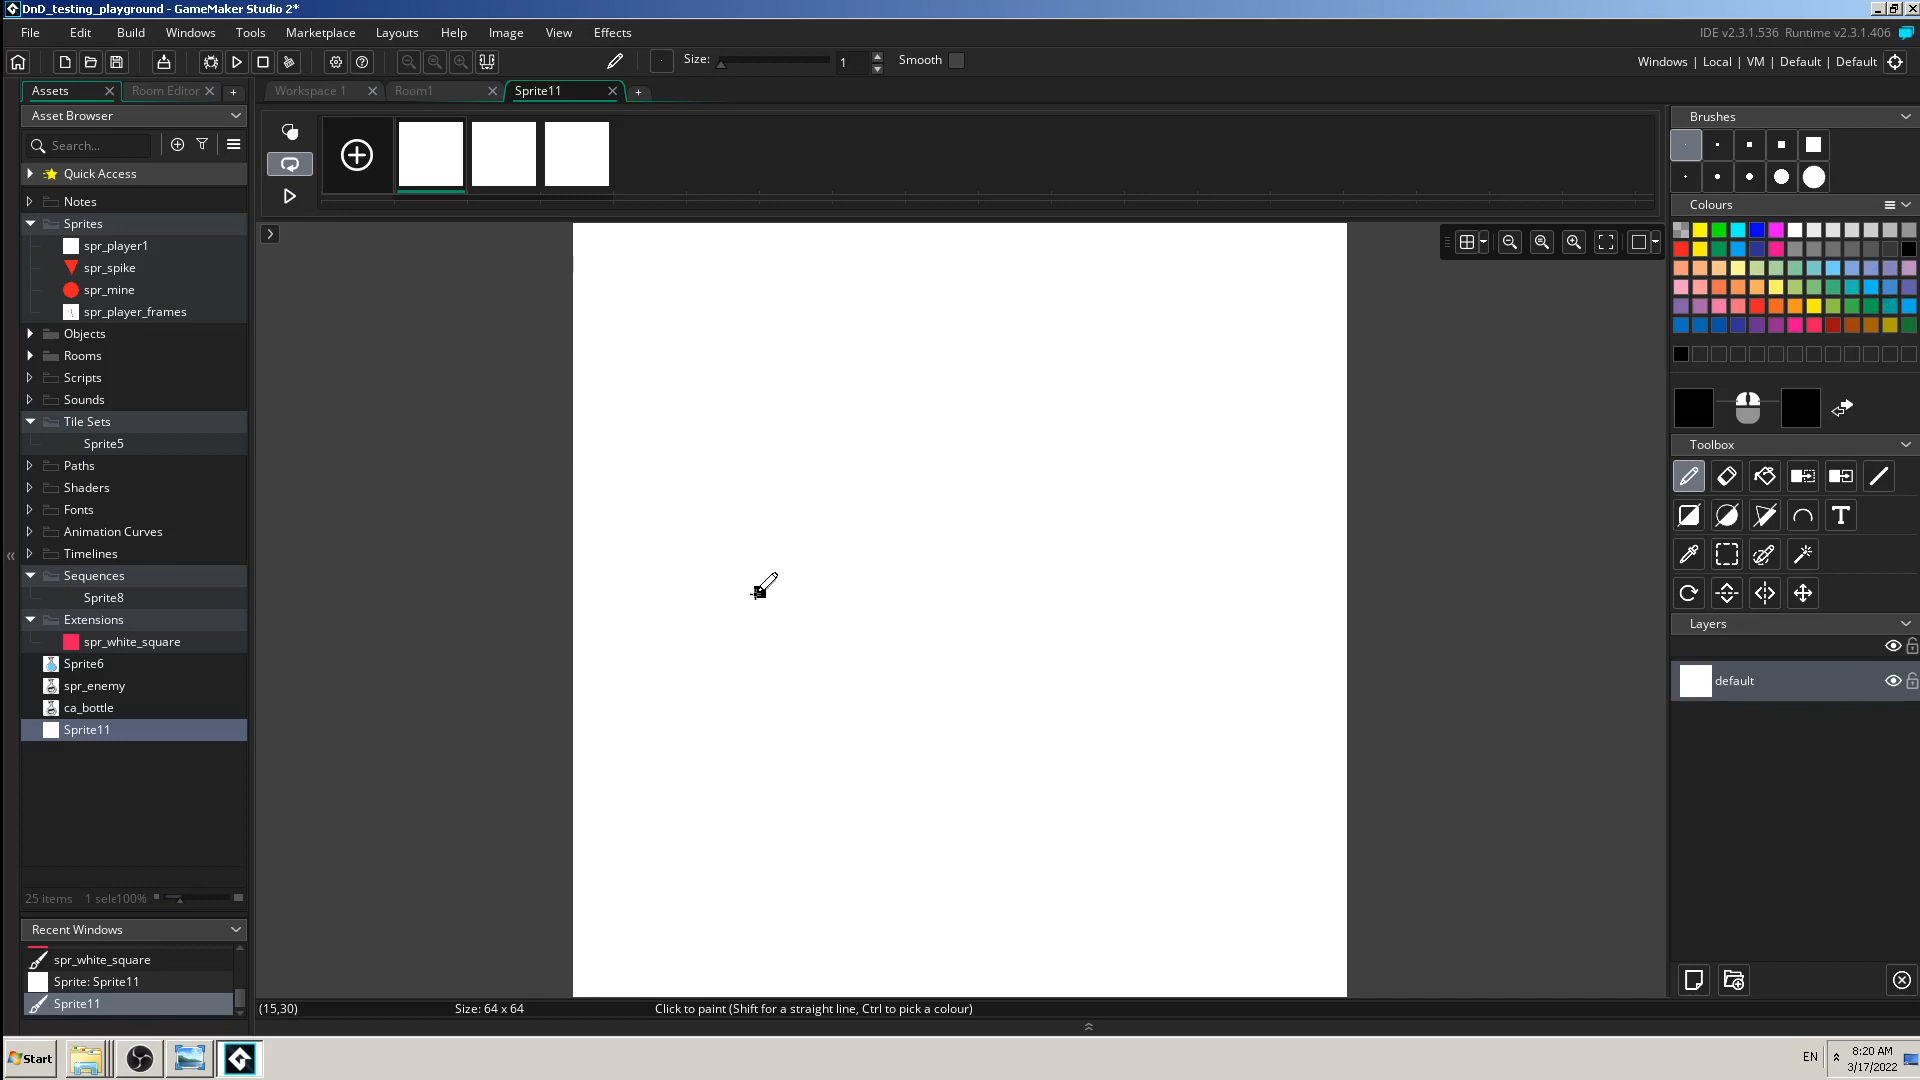 DnD_testing_playground - GameMaker Studio 2*
File Edit Build Windows Tools Marketplace Layouts Help Image View Effects
IDE v2.3.1.536 Runtime v2.3.1.406
Size: 1 Smooth
Windows | Local | VM | Default | Default
Assets Room Editor
Workspace 1 Room1 Sprite11
Asset Browser
Search...
Quick Access
Notes
Sprites
spr_player1
spr_spike
spr_mine
spr_player_frames
Objects
Rooms
Scripts
Sounds
Tile Sets
Sprite5
Paths
Shaders
Fonts
Animation Curves
Timelines
Sequences
Sprite8
Extensions
spr_white_square
Sprite6
spr_enemy
ca_bottle
Sprite11
25 items 1 sele100%
Recent Windows
spr_white_square
Sprite: Sprite11
Sprite11
Brushes
Colours
Toolbox
T
Layers
default
(15,30) Size: 64 x 64 Click to paint (Shift for a straight line, Ctrl to pick a colour)
Start
EN
8:20 AM
3/17/2022